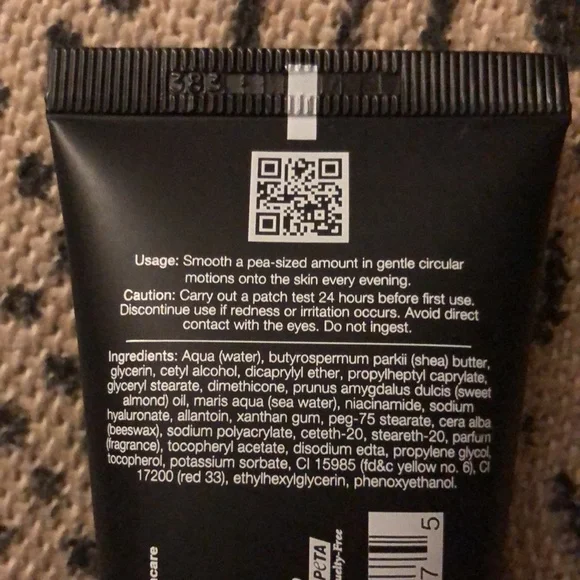 383
Usage: Smooth a pea-sized amount in gentle circular
motions onto the skin every evening.
Caution: Carry out a patch test 24 hours before first use.
Discontinue use if redness or irritation occurs. Avoid direct
contact with the eyes. Do not ingest.
Ingredients: Aqua (water), butyrospermum parkii (shea) butter,
glycerin, cetyl alcohol, dicaprylyl ether, propylheptyl caprylate,
glyceryl stearate, dimethicone, prunus amygdalus dulcis (sweet
almond) oil, maris aqua (sea water), niacinamide, sodium
hyaluronate, allantoin, xanthan gum, peg-75 stearate, cera alba
(beeswax), sodium polyacrylate, ceteth-20, steareth-20, parfum
(fragrance), tocopheryl acetate, disodium edta, propylene glycol,
tocopherol, potassium sorbate, CI 15985 (fd&c yellow no. 6), CI
17200 (red 33), ethylhexylglycerin, phenoxyethanol.
PETA
7 5